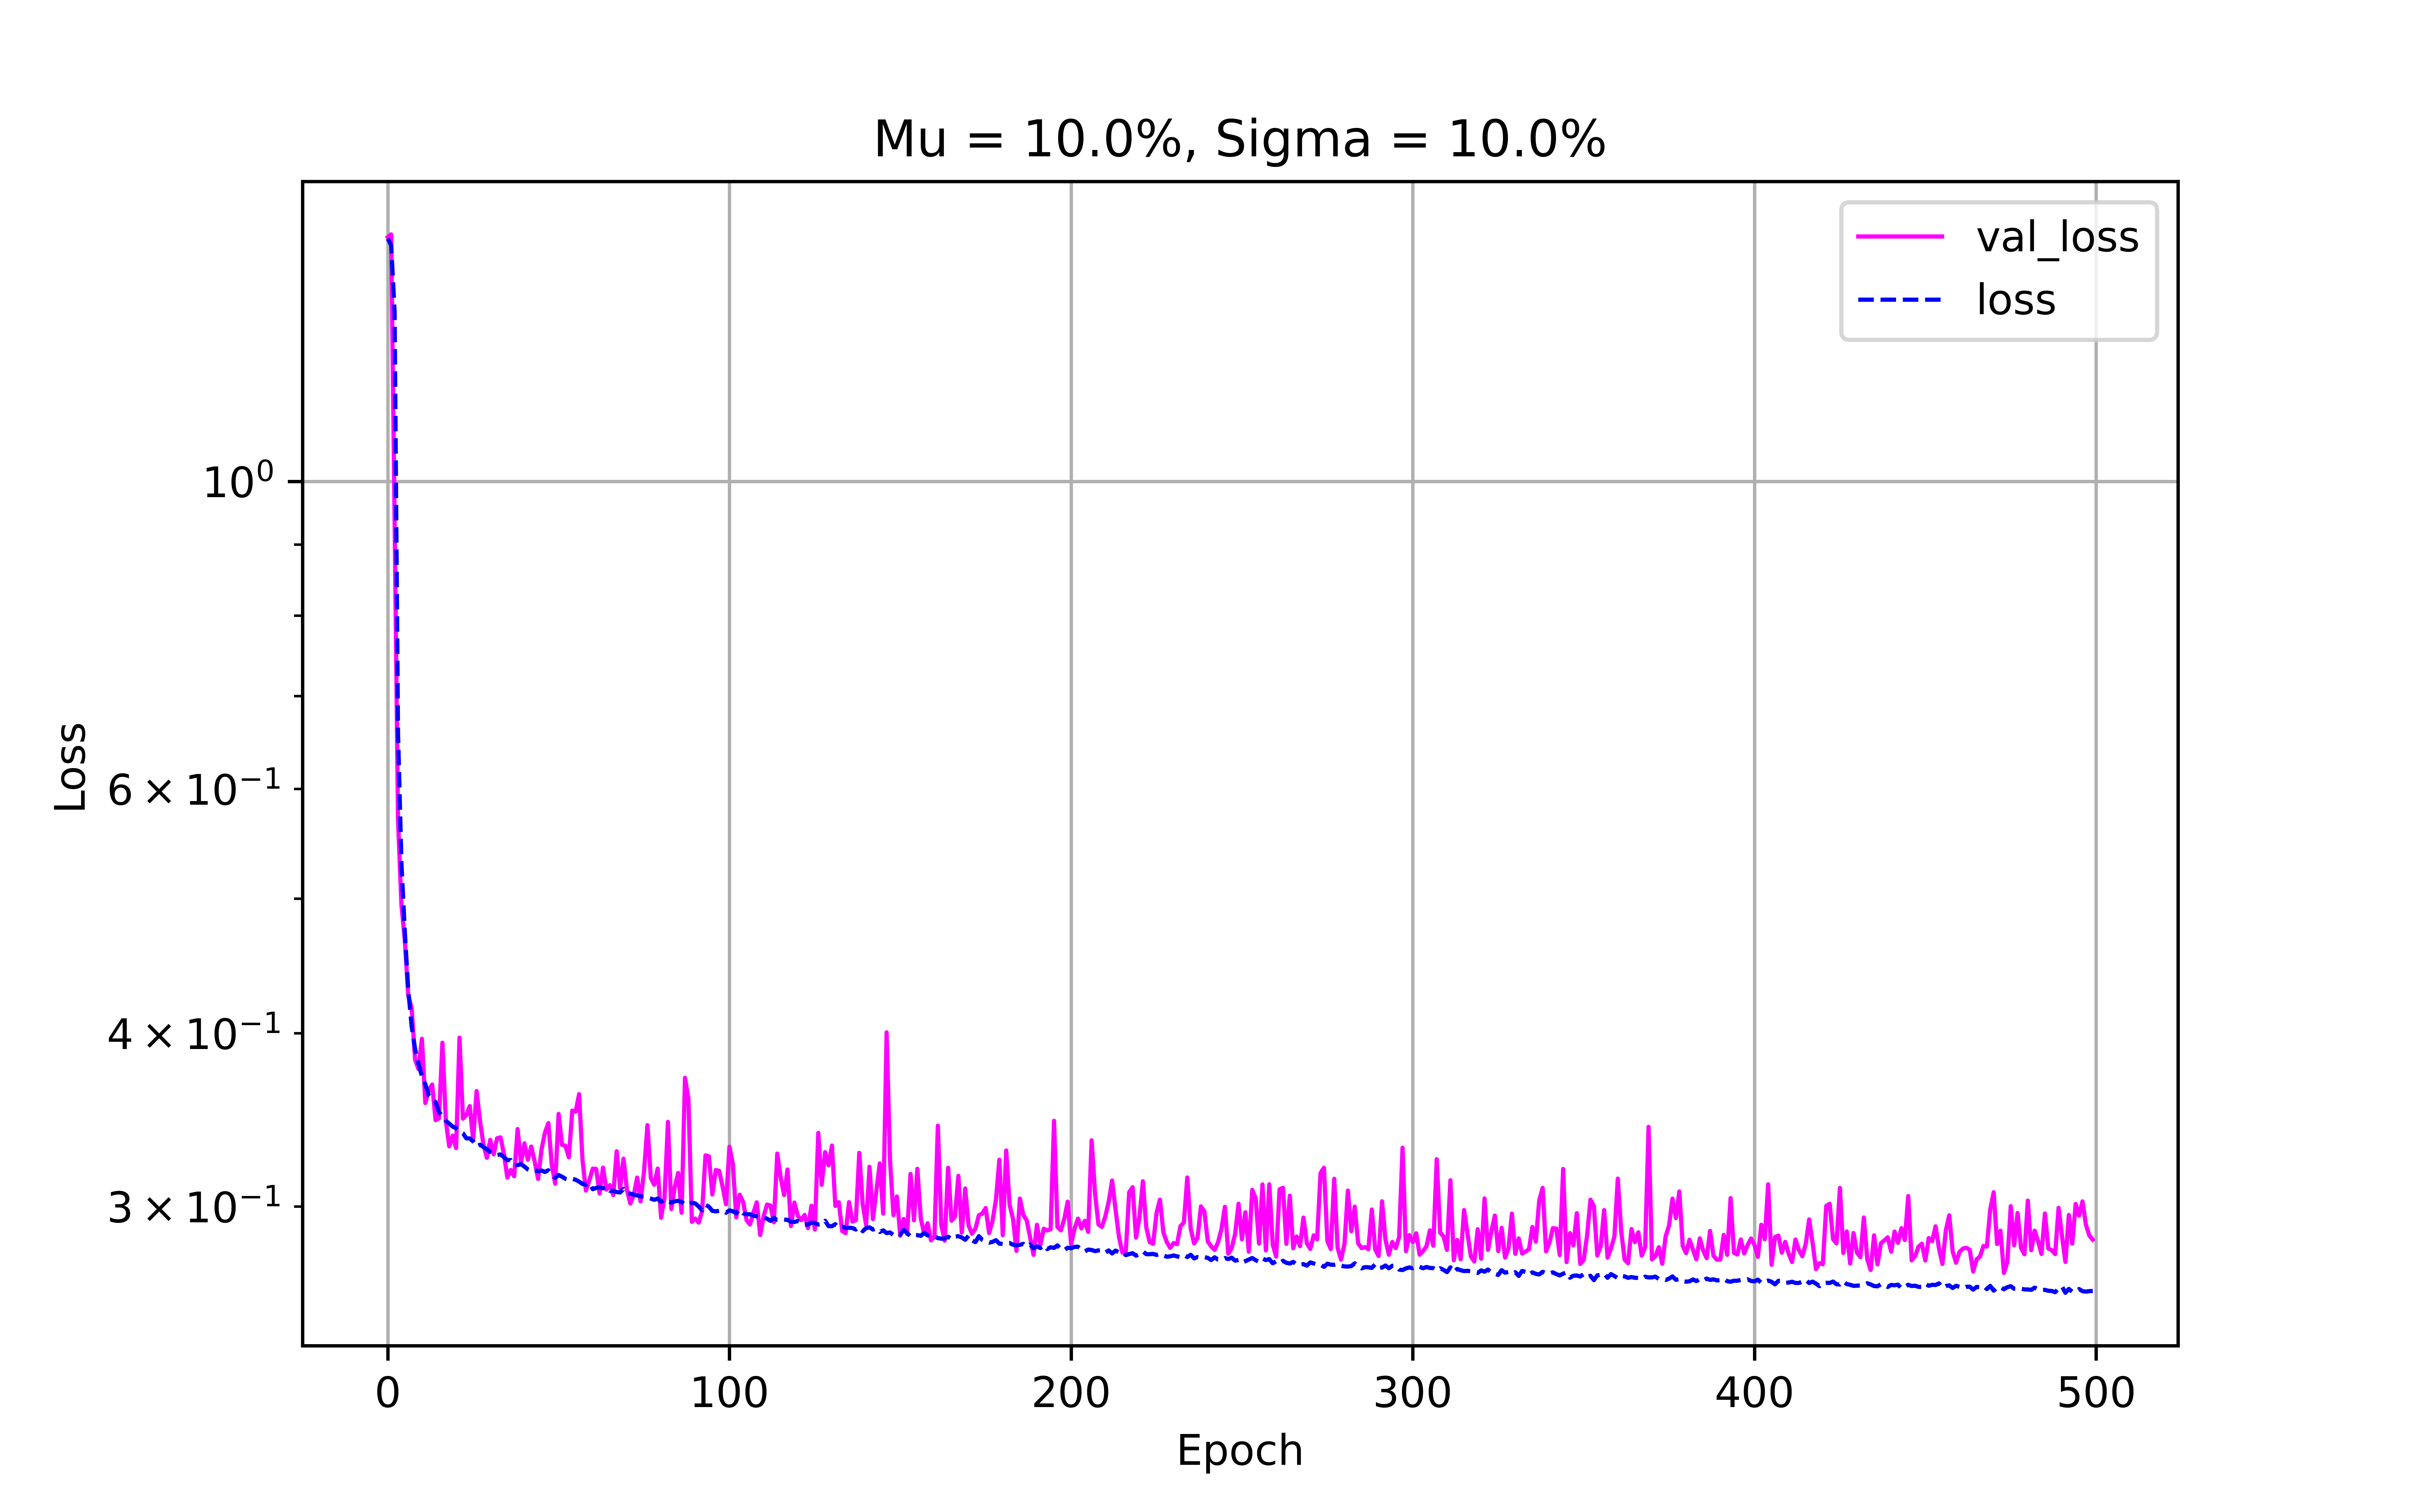 Mu = 10.0%, Sigma = 10.0%
val_loss
loss
10⁰
6 × 10⁻¹
4 × 10⁻¹
3 × 10⁻¹
Loss
0 100 200 300 400 500
Epoch